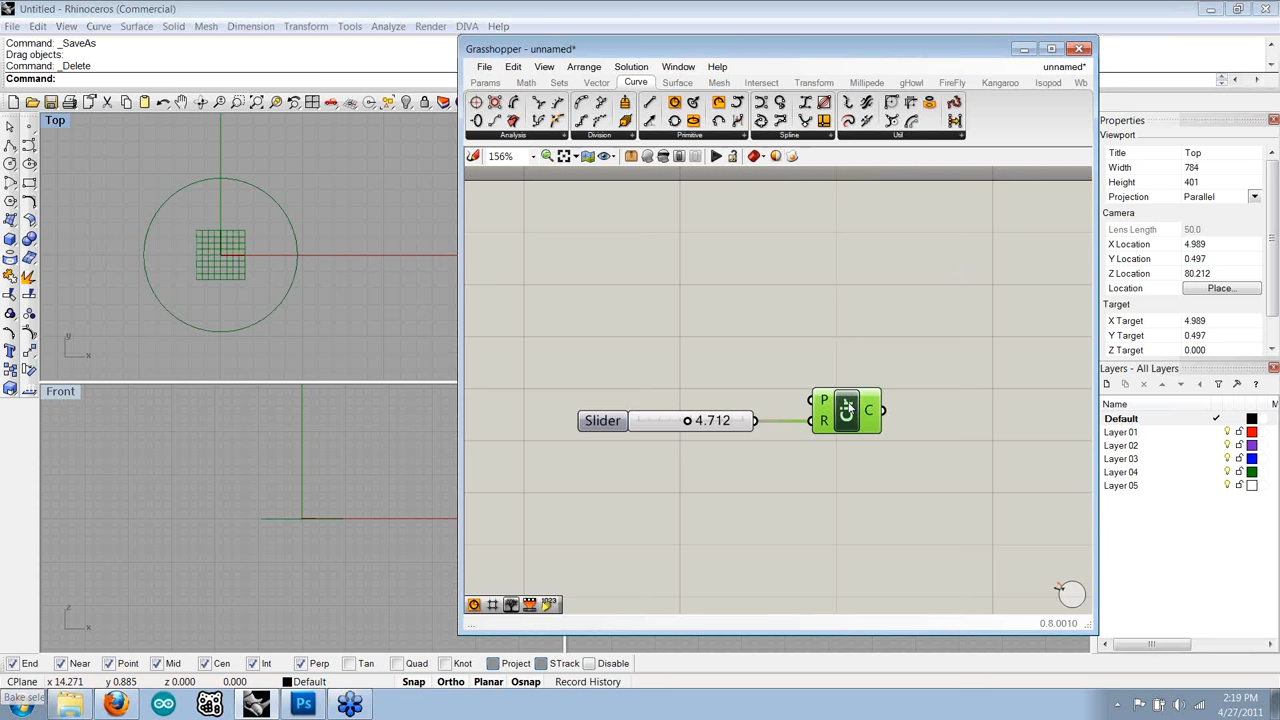 Untitled - Rhinoceros (Commercial)
File Edit View Curve Surface Solid Mesh Dimension Transform Tools Analyze Render DIVA Help
Command: _SaveAs
Drag objects:
Command: _Delete
Command:
Top
Front
Grasshopper - unnamed*
File Edit View Arrange Solution Window Help
unnamed*
Params Math Sets Vector Curve Surface Mesh Intersect Transform Millipede gHowl FireFly Kangaroo Isopod Wb
Analysis Division Primitive Spline Util
156%
Slider 4.712
P
R
C
0.8.0010
Properties
Viewport
Title Top
Width 784
Height 401
Projection Parallel
Camera
Lens Length 50.0
X Location 4.989
Y Location 0.497
Z Location 80.212
Location Place...
Target
X Target 4.989
Y Target 0.497
Z Target 0.000
Layers - All Layers
Name
Default
Layer 01
Layer 02
Layer 03
Layer 04
Layer 05
y
x
z
x
End Near Point Mid Cen Int Perp Tan Quad Knot Project STrack Disable
CPlane x 14.271 y 0.885 z 0.000 0.000 Default Snap Ortho Planar Osnap Record History
Bake sele
Ps
2:19 PM
4/27/2011